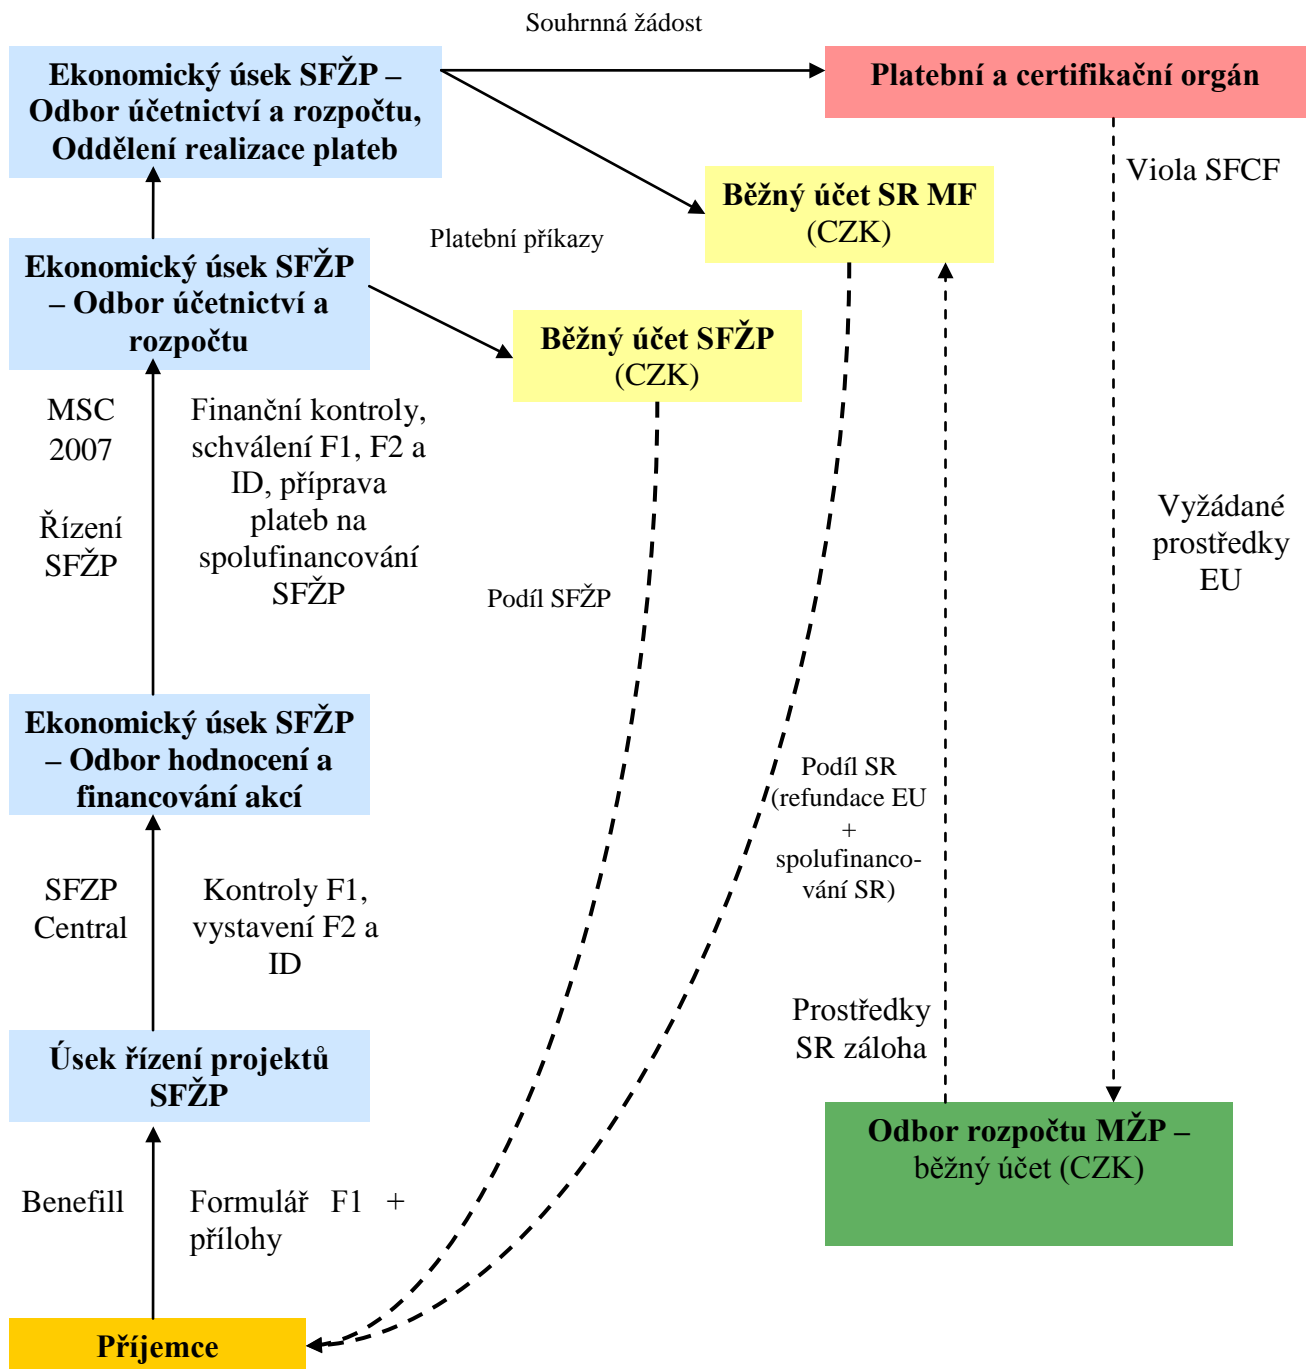 Souhrnná žádost
Ekonomický úsek SFŽP –
Odbor účetnictví a rozpočtu,
Oddělení realizace plateb
Platební a certifikační orgán
Viola SFCF
Běžný účet SR MF
(CZK)
Platební příkazy
Ekonomický úsek SFŽP
– Odbor účetnictví a
rozpočtu
Běžný účet SFŽP
(CZK)
MSC
2007
Řízení
SFŽP
Finanční kontroly,
schválení F1, F2 a
ID, příprava
plateb na
spolufinancování
SFŽP
Podíl SFŽP
Vyžádané
prostředky
EU
Ekonomický úsek SFŽP
– Odbor hodnocení a
financování akcí
Podíl SR
(refundace EU
+
spolufinanco-
vání SR)
SFZP
Central
Kontroly F1,
vystavení F2 a
ID
Prostředky
SR záloha
Úsek řízení projektů
SFŽP
Odbor rozpočtu MŽP –
běžný účet (CZK)
Benefill
Formulář F1 +
přílohy
Příjemce